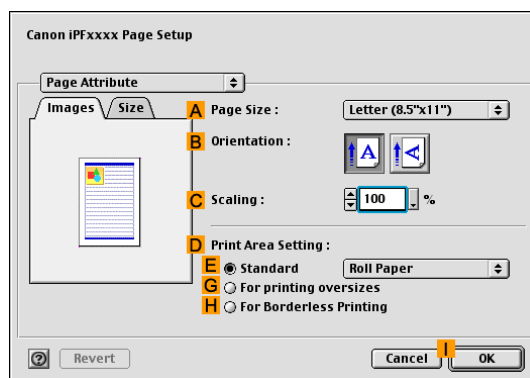 Canon iPFxxxx Page Setup
Page Attribute
Images Size
A Page Size : Letter (8.5"x11")
B Orientation :
A A
C Scaling : 100 %
D Print Area Setting :
E Standard Roll Paper
G For printing oversizes
H For Borderless Printing
? Revert Cancel I OK